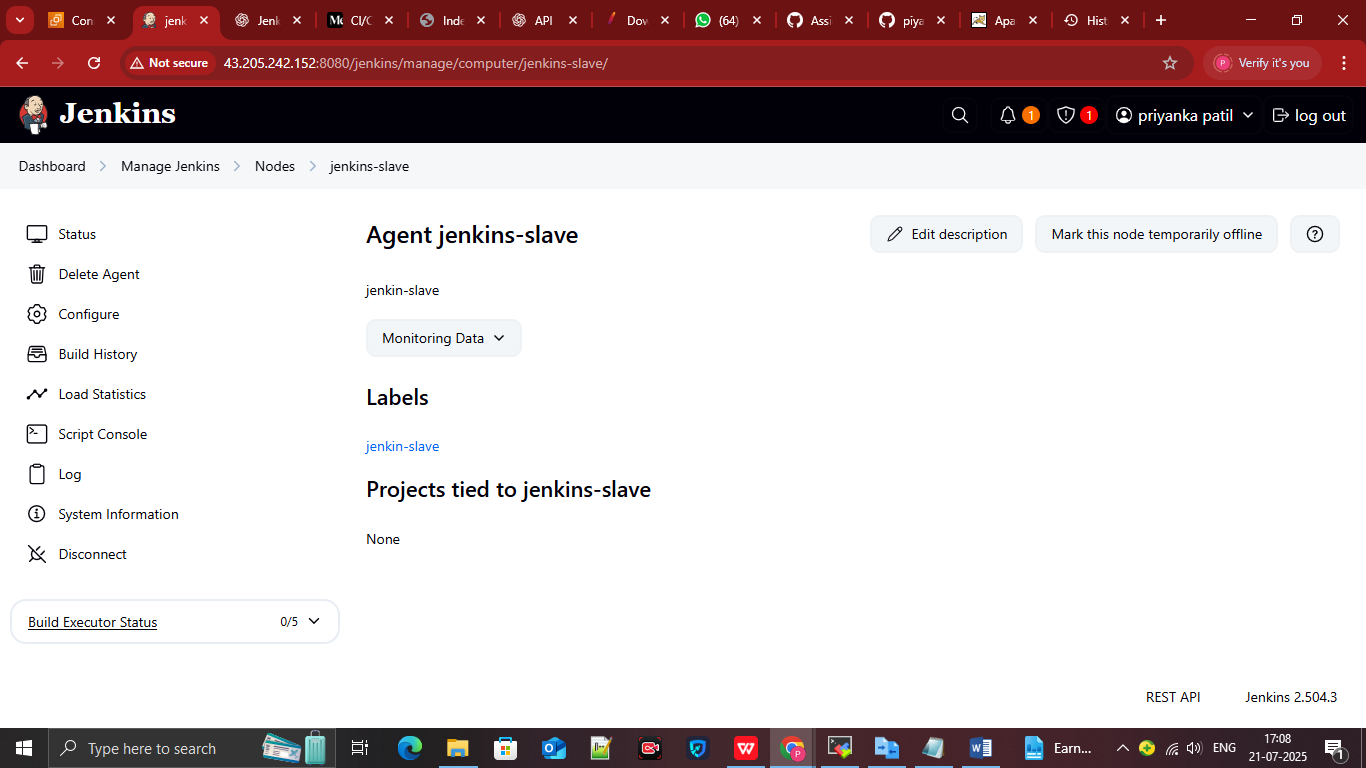 Con
jenk
Jenk
CI/C
Inde
API
Dov
(64)
Assi
piya
Apa
Hist
Not secure
43.205.242.152:8080/jenkins/manage/computer/jenkins-slave/
P
Verify it's you
Jenkins
1
1
priyanka patil
log out
Dashboard
Manage Jenkins
Nodes
jenkins-slave
Status
Delete Agent
Configure
Build History
Load Statistics
Script Console
Log
System Information
Disconnect
Build Executor Status
0/5
Agent jenkins-slave
Edit description
Mark this node temporarily offline
jenkin-slave
Monitoring Data
Labels
jenkin-slave
Projects tied to jenkins-slave
None
REST API
Jenkins 2.504.3
Type here to search
Earn...
ENG
17:08
21-07-2025
1